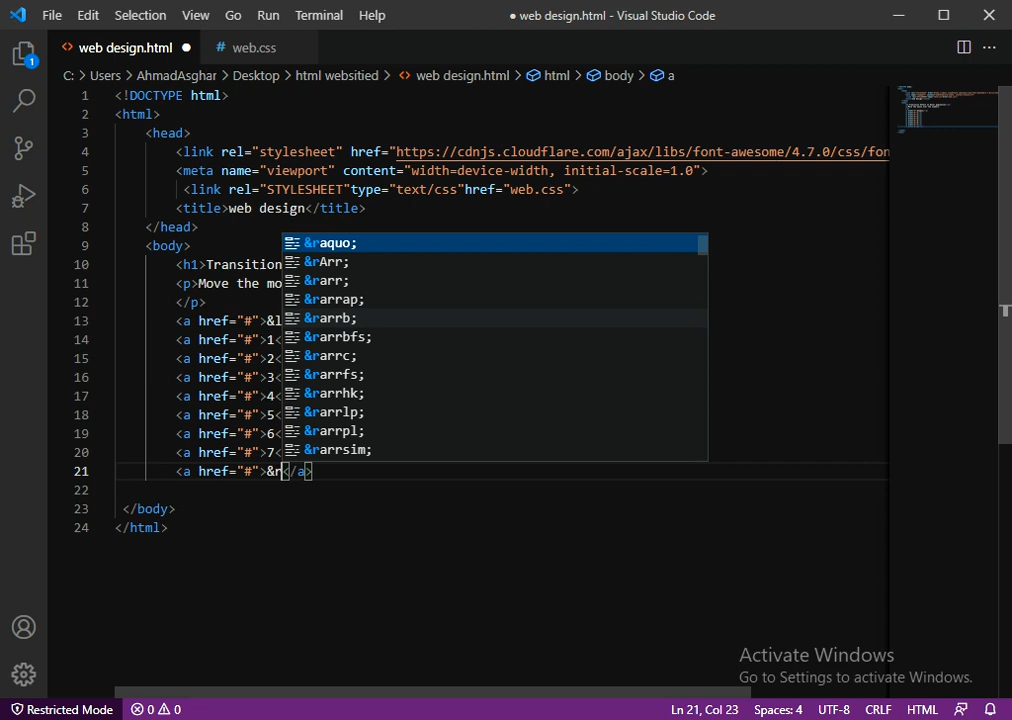 File Edit Selection View Go Run Terminal Help ● web design.html - Visual Studio Code
<> web design.html ● # web.css ···
C: > Users > AhmadAsghar > Desktop > html websitied > <> web design.html > html > body > a
1 <!DOCTYPE html>
2 <html>
3 <head>
4 <link rel="stylesheet" href="https://cdnjs.cloudflare.com/ajax/libs/font-awesome/4.7.0/css/fon
5 <meta name="viewport" content="width=device-width, initial-scale=1.0">
6 <link rel="STYLESHEET"type="text/css"href="web.css">
7 <title>web design</title>
8 </head>
9 <body>
10 <h1>Transition
11 <p>Move the mo
12 </p>
13 <a href="#">&l
14 <a href="#">1<
15 <a href="#">2<
16 <a href="#">3<
17 <a href="#">4<
18 <a href="#">5<
19 <a href="#">6<
20 <a href="#">7<
21 <a href="#">&r</a>
22
23 </body>
24 </html>
&raquo;
&rArr;
&rarr;
&rarrap;
&rarrb;
&rarrbfs;
&rarrc;
&rarrfs;
&rarrhk;
&rarrlp;
&rarrpl;
&rarrsim;
1
Activate Windows
Go to Settings to activate Windows.
Restricted Mode 0 0 Ln 21, Col 23 Spaces: 4 UTF-8 CRLF HTML